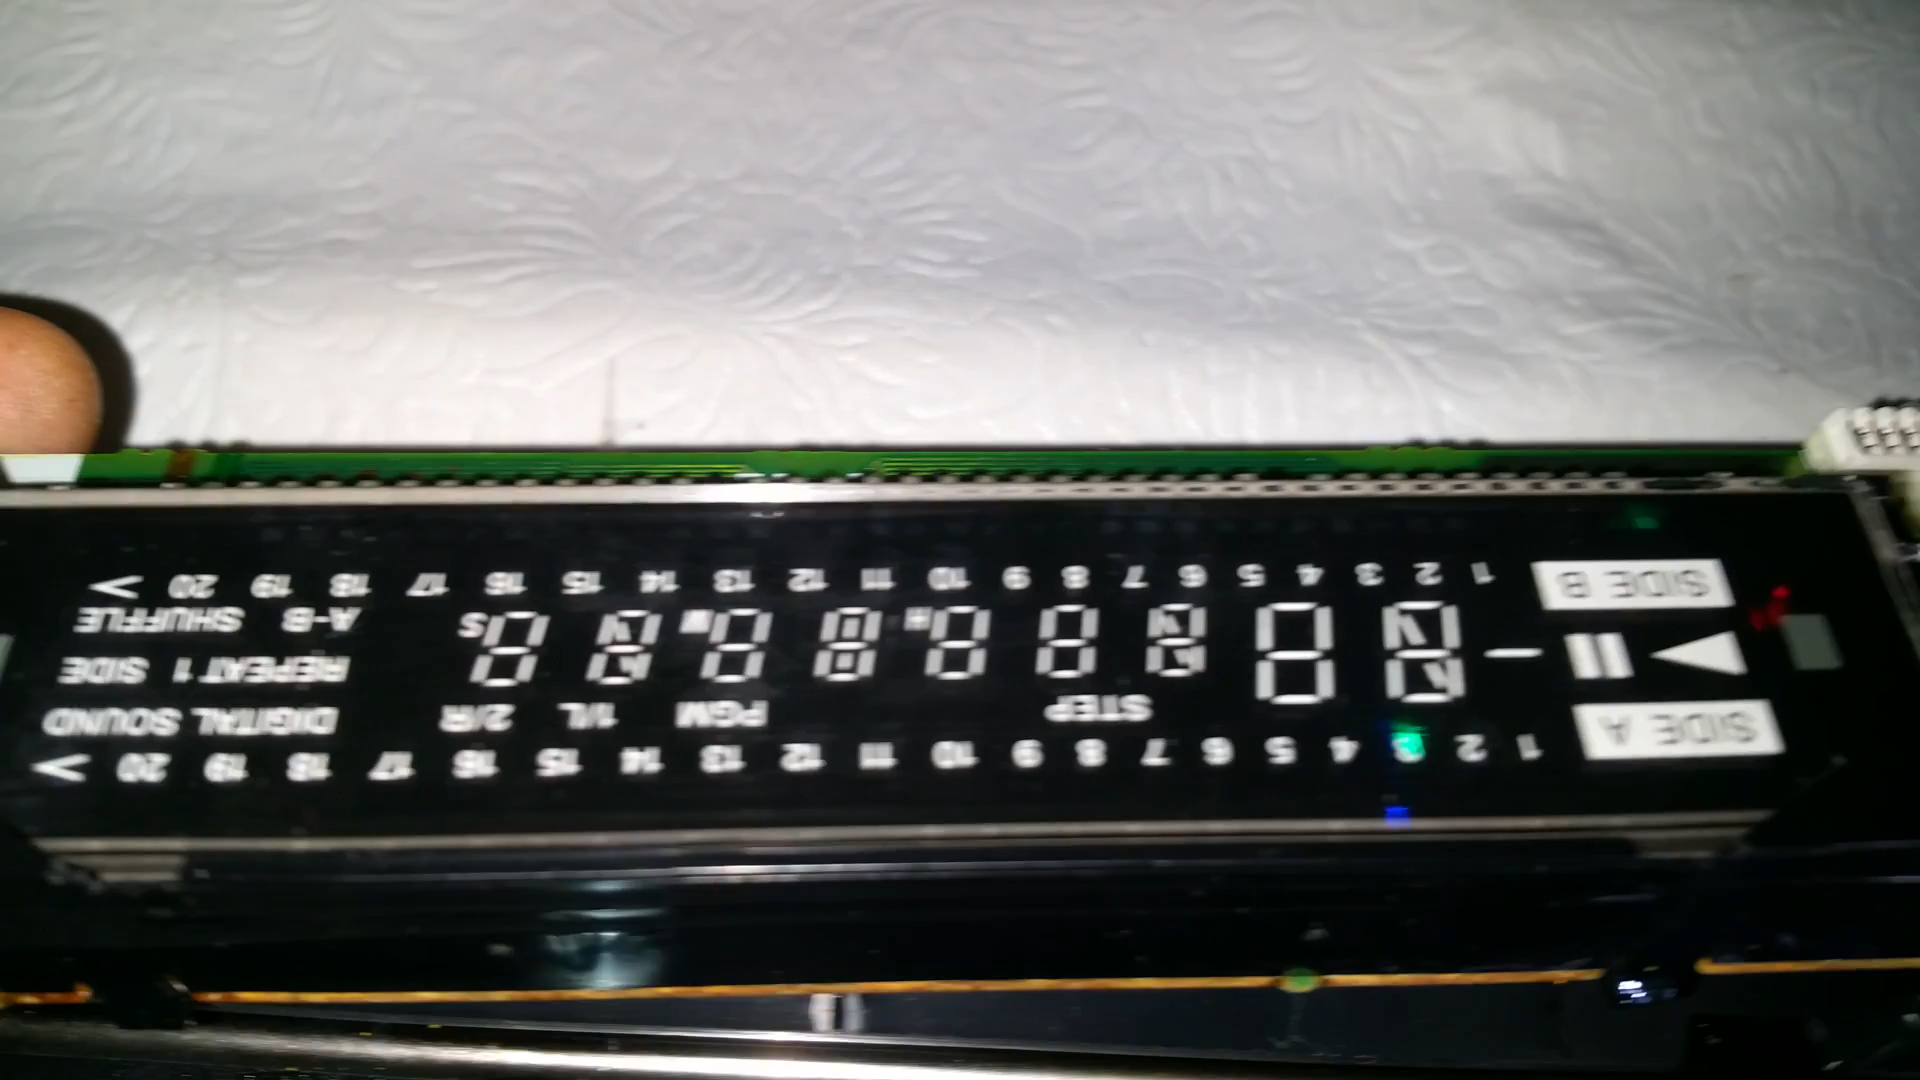 SIDE A 1 2 3 4 5 6 7 8 9 10 11 12 13 14 15 16 17 18 19 20 >
STEP PGM 1/L 2/R DIGITAL SOUND
REPEAT 1 SIDE
H M S A-B SHUFFLE
SIDE B 1 2 3 4 5 6 7 8 9 10 11 12 13 14 15 16 17 18 19 20 >